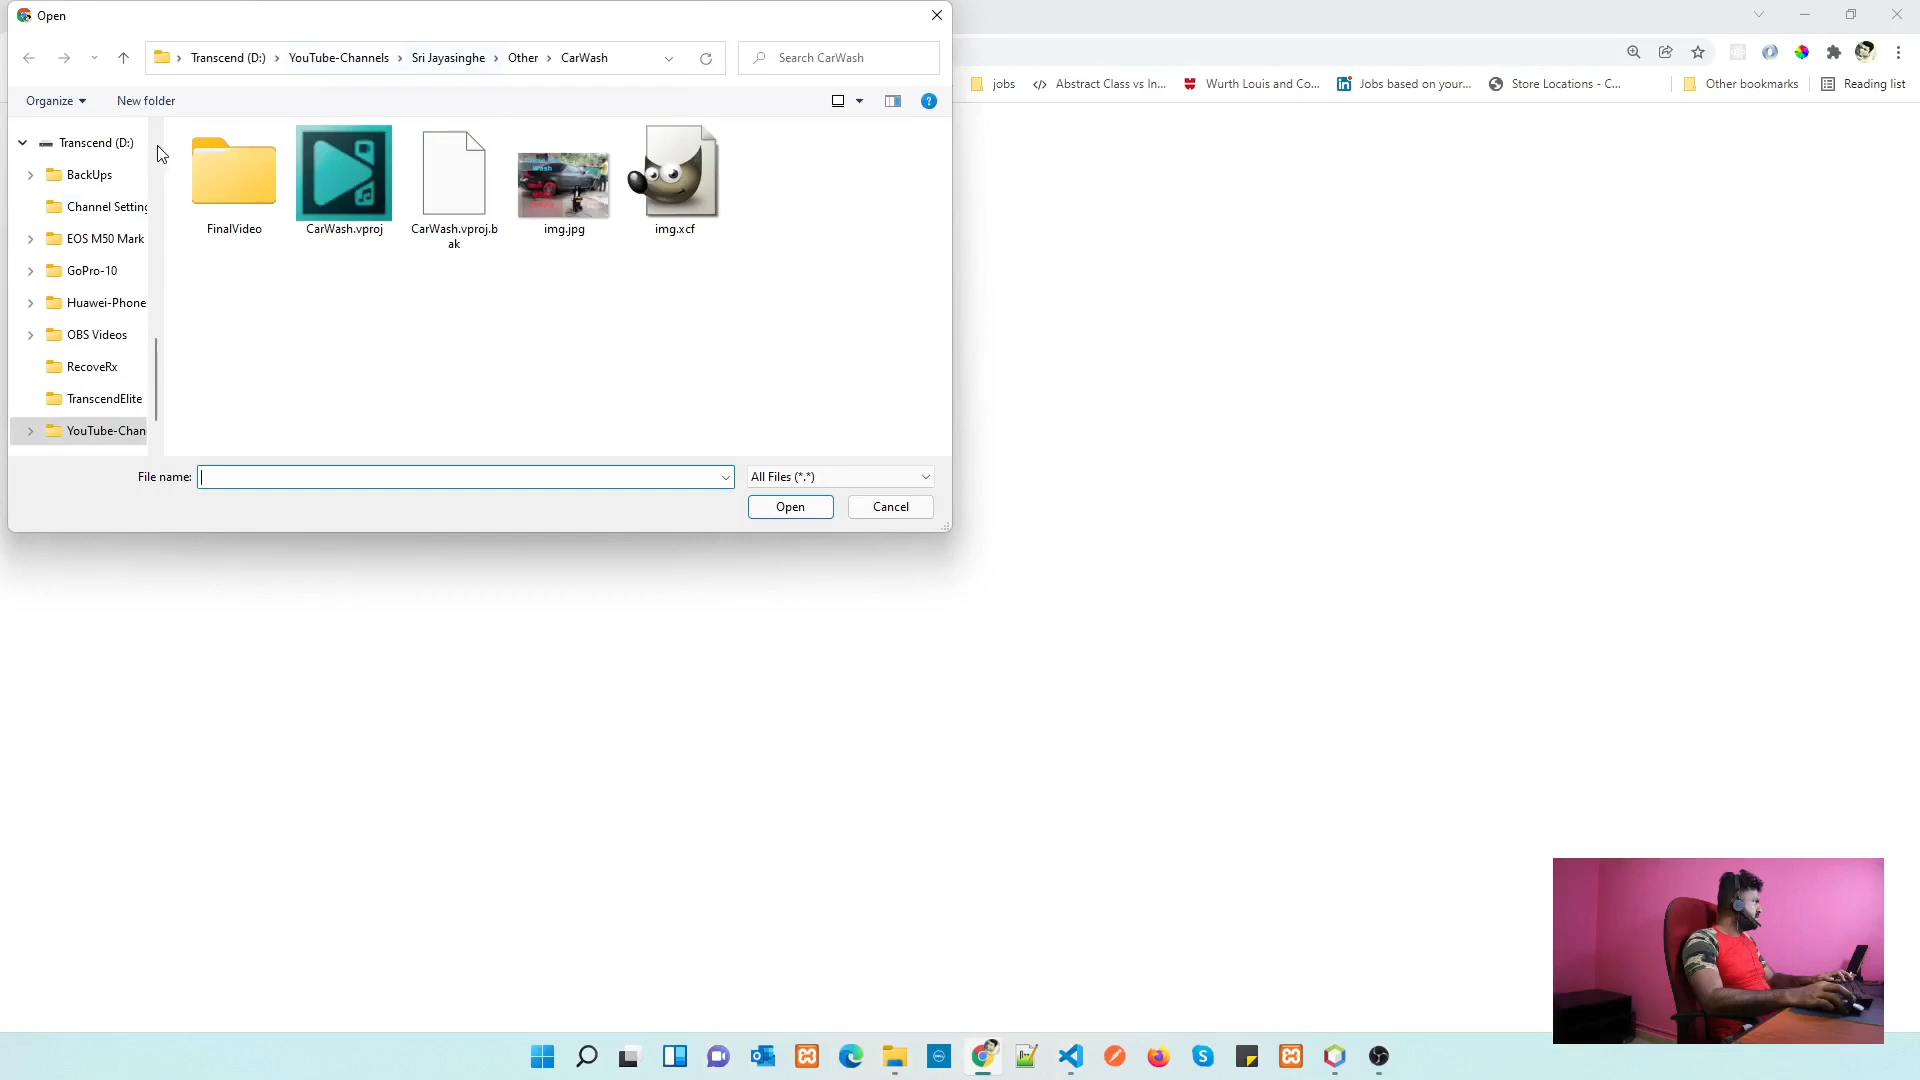 Open
Transcend (D:) YouTube-Channels Sri Jayasinghe Other CarWash
Search CarWash
Organize New folder
jobs
Abstract Class vs In...
Wurth Louis and Co...
Jobs based on your...
Store Locations - C...
Other bookmarks
Reading list
Transcend (D:)
BackUps
Channel Setting
EOS M50 Mark
GoPro-10
Huawei-Phone
OBS Videos
RecoveRx
TranscendElite
YouTube-Chan
FinalVideo
CarWash.vproj
CarWash.vproj.b
ak
img.jpg
img.xcf
File name:
All Files (*.*)
Open Cancel